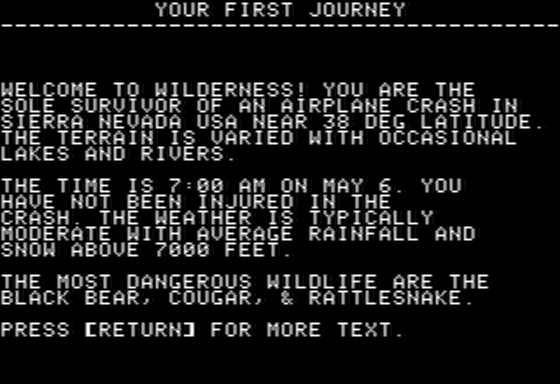 YOUR FIRST JOURNEY
----------------------------------------
WELCOME TO WILDERNESS! YOU ARE THE
SOLE SURVIVOR OF AN AIRPLANE CRASH IN
SIERRA NEVADA USA NEAR 38 DEG LATITUDE.
THE TERRAIN IS VARIED WITH OCCASIONAL
LAKES AND RIVERS.
THE TIME IS 7:00 AM ON MAY 6. YOU
HAVE NOT BEEN INJURED IN THE
CRASH. THE WEATHER IS TYPICALLY
MODERATE WITH AVERAGE RAINFALL AND
SNOW ABOVE 7000 FEET.
THE MOST DANGEROUS WILDLIFE ARE THE
BLACK BEAR, COUGAR, & RATTLESNAKE.
PRESS [RETURN] FOR MORE TEXT.